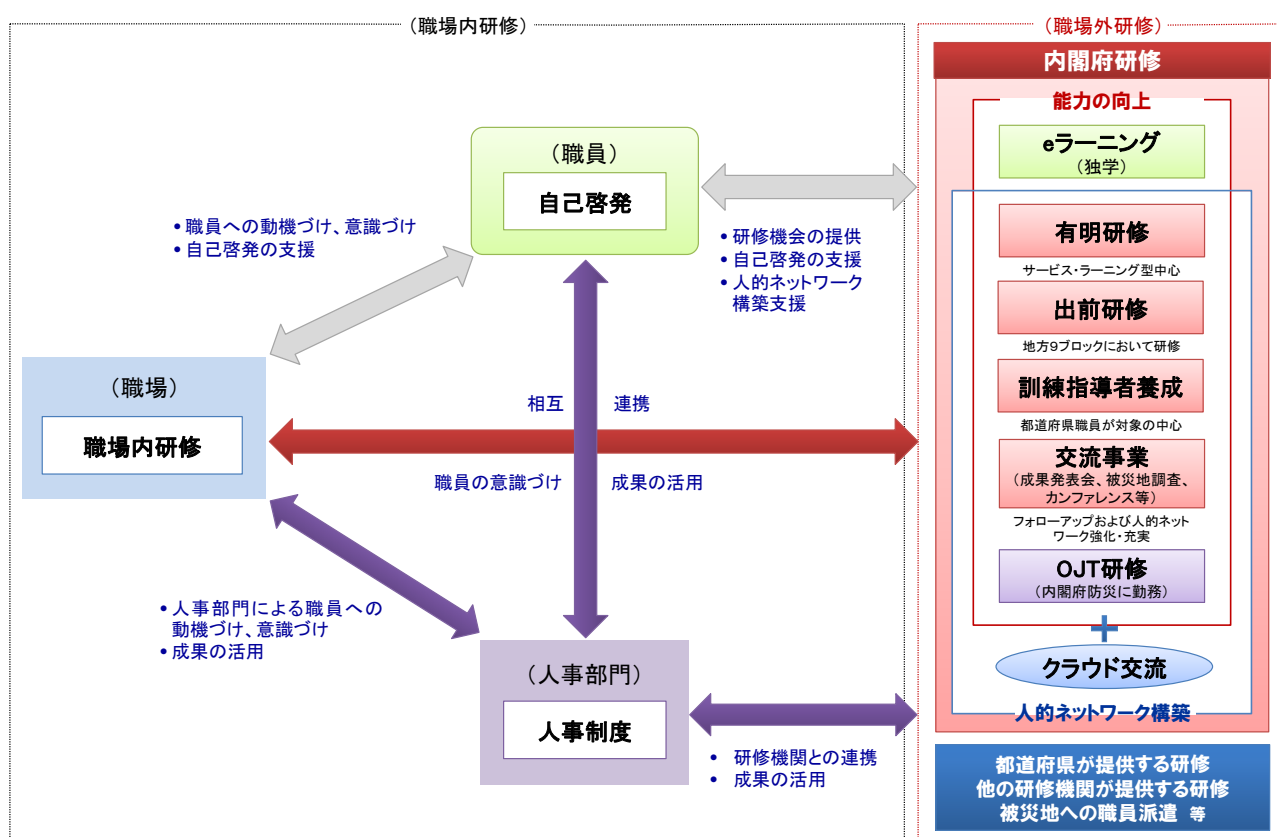 （職場内研修）
（職員）
自己啓発
•職員への動機づけ、意識づけ
•自己啓発の支援
•研修機会の提供
•自己啓発の支援
•人的ネットワーク
構築支援
（職場）
職場内研修
相互
連携
職員の意識づけ
成果の活用
•人事部門による職員への
動機づけ、意識づけ
•成果の活用
（人事部門）
人事制度
• 研修機関との連携
• 成果の活用
（職場外研修）
内閣府研修
能力の向上
eラーニング
（独学）
有明研修
サービス・ラーニング型中心
出前研修
地方９ブロックにおいて研修
訓練指導者養成
都道府県職員が対象の中心
交流事業
（成果発表会、被災地調査、
カンファレンス等）
フォローアップおよび人的ネット
ワーク強化・充実
OJT研修
（内閣府防災に勤務）
クラウド交流
人的ネットワーク構築
都道府県が提供する研修
他の研修機関が提供する研修
被災地への職員派遣 等